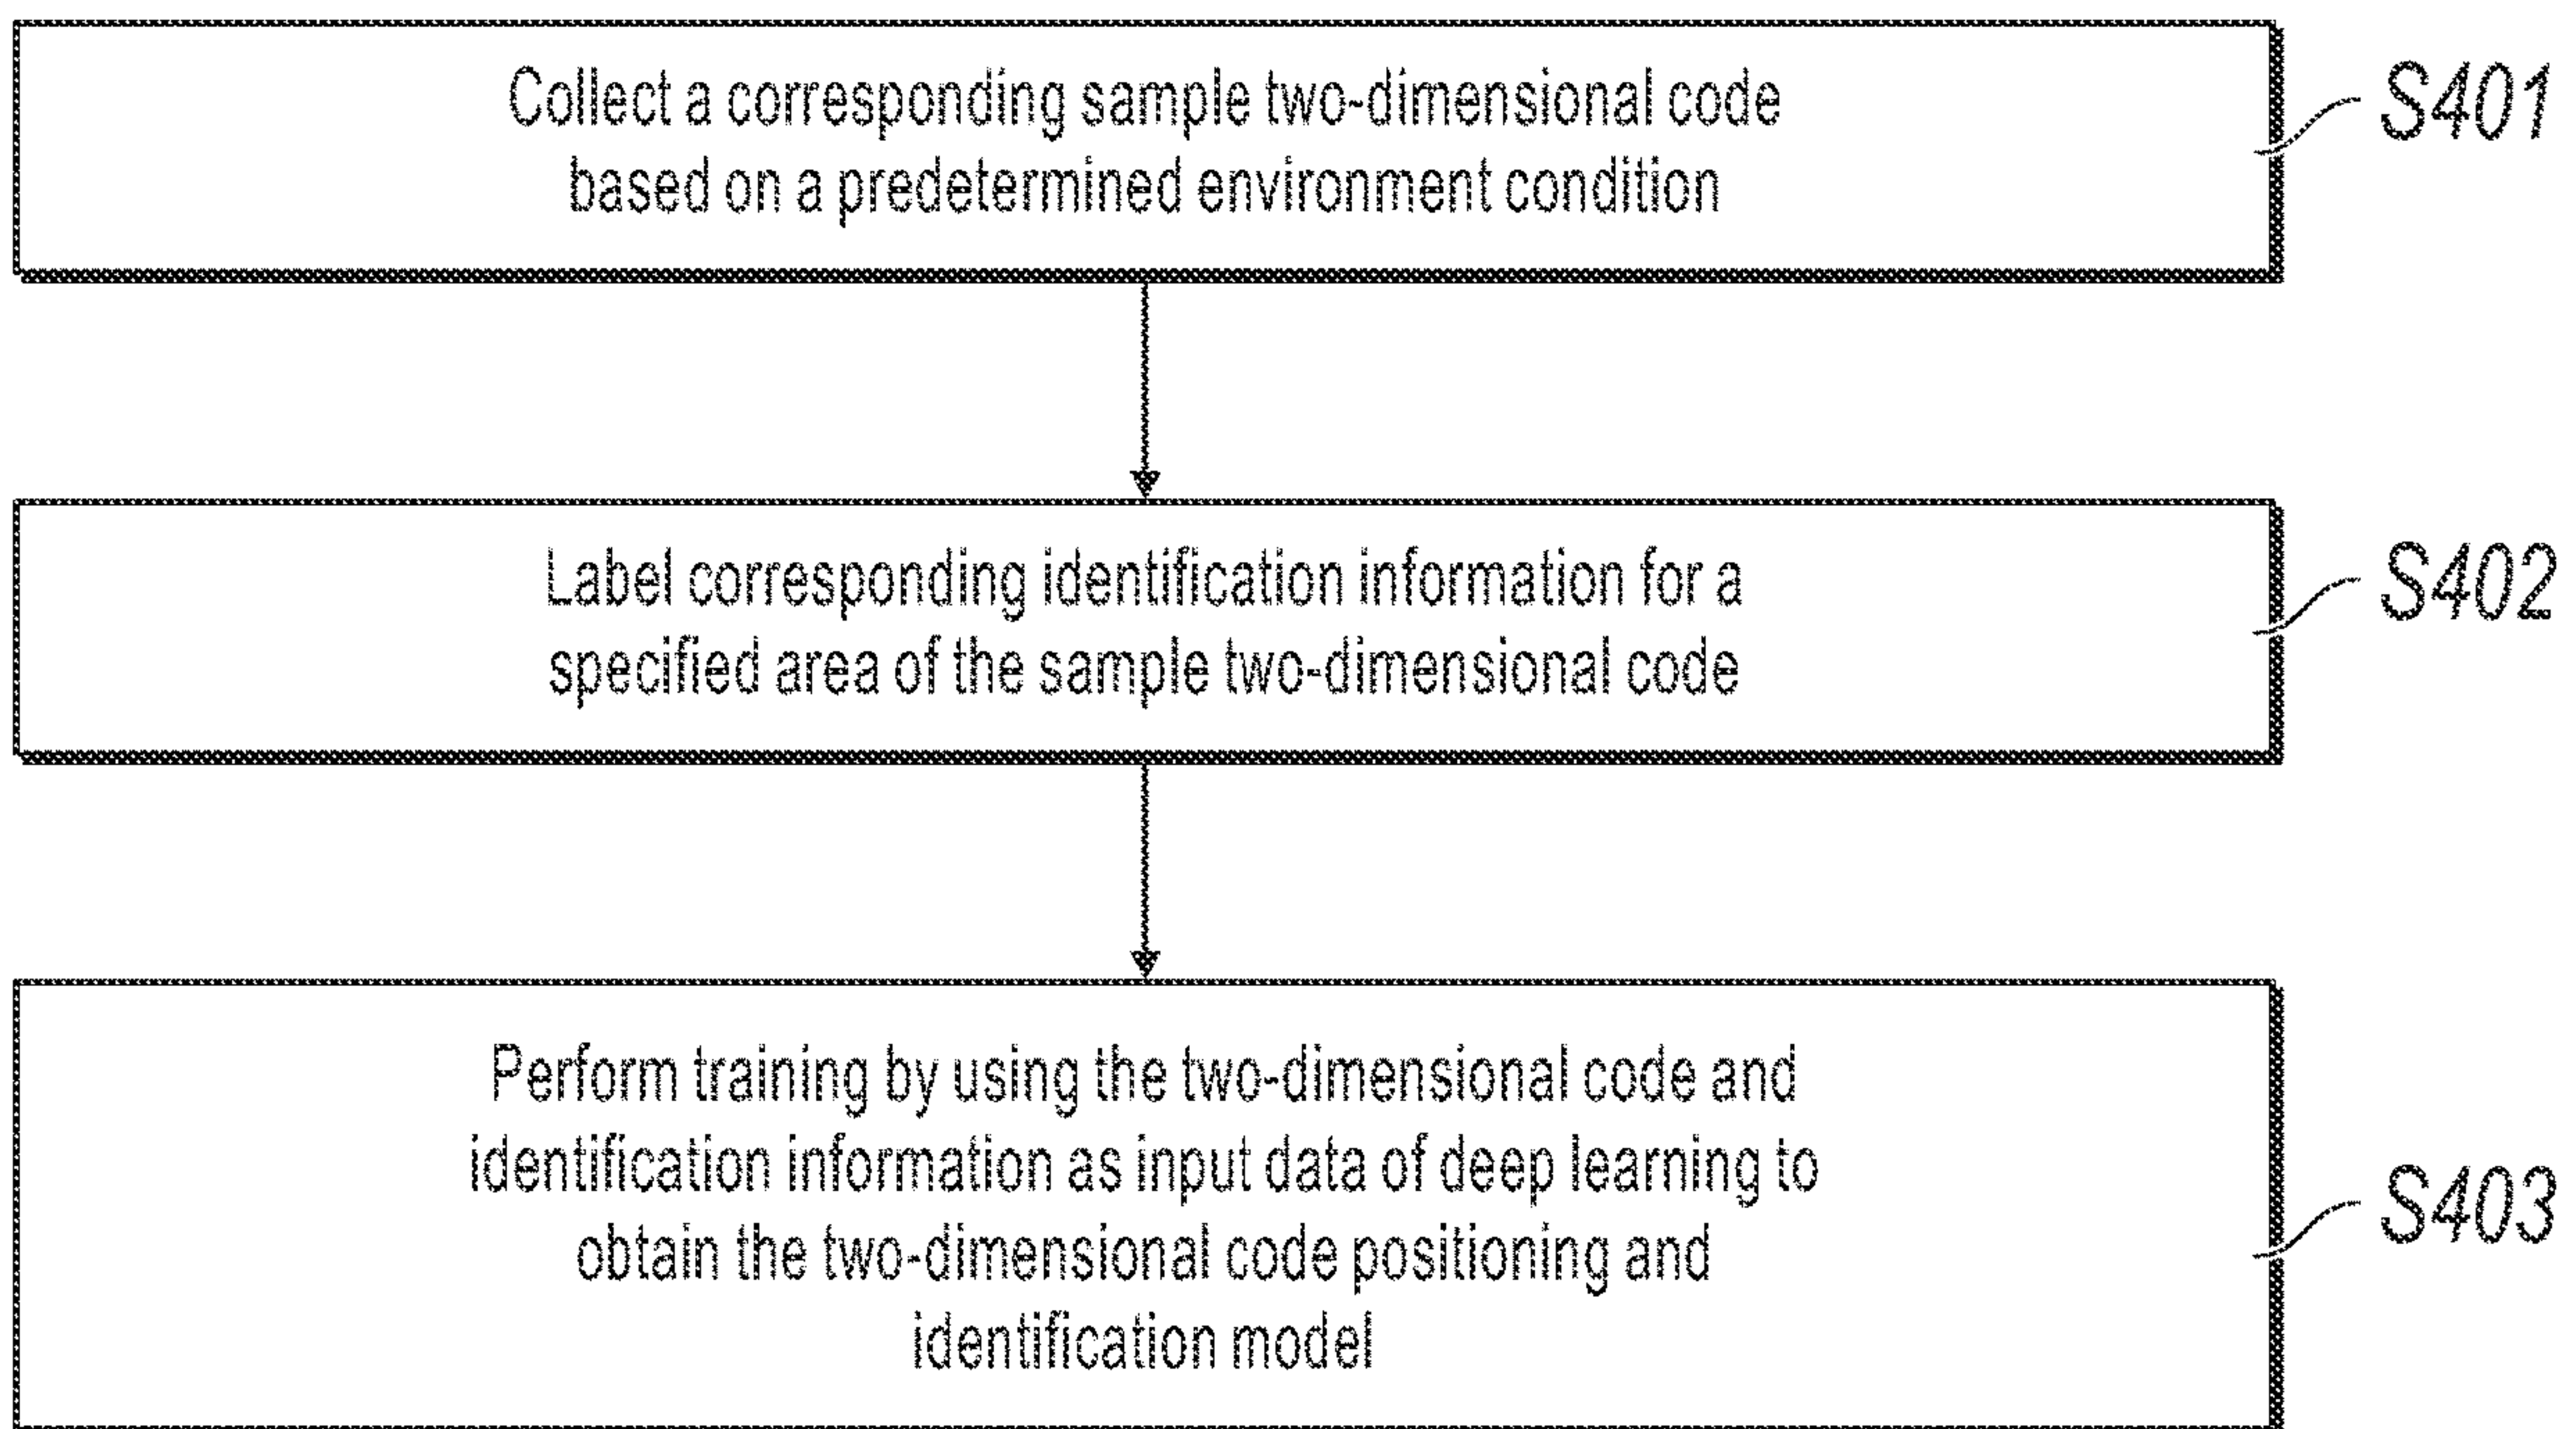 Collect a corresponding sample two-dimensional code
based on a predetermined environment condition
S401
Label corresponding identification information for a
specified area of the sample two-dimensional code
S402
Perform training by using the two-dimensional code and
identification information as input data of deep learning to
obtain the two-dimensional code positioning and
identification model
S403